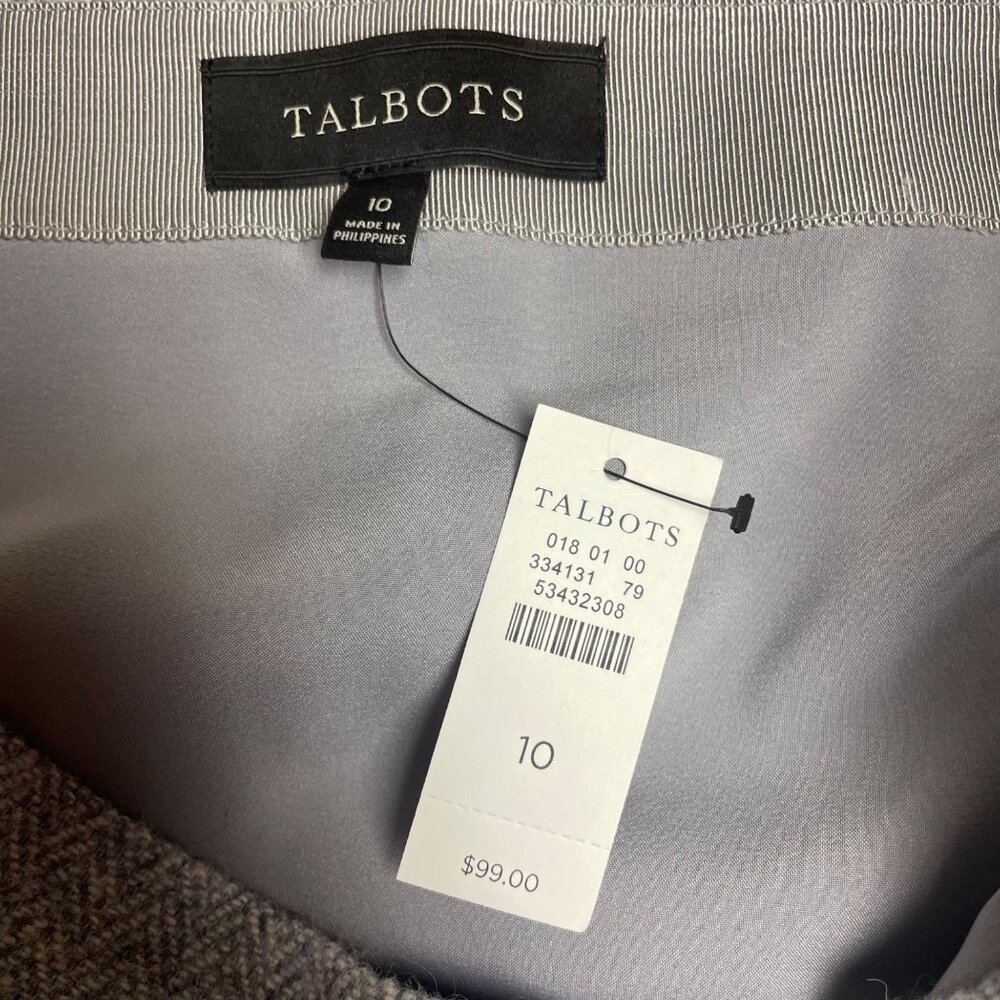 TALBOTS
10
MADE IN
PHILIPPINES
TALBOTS
018 01 00
334131 79
53432308
10
$99.00